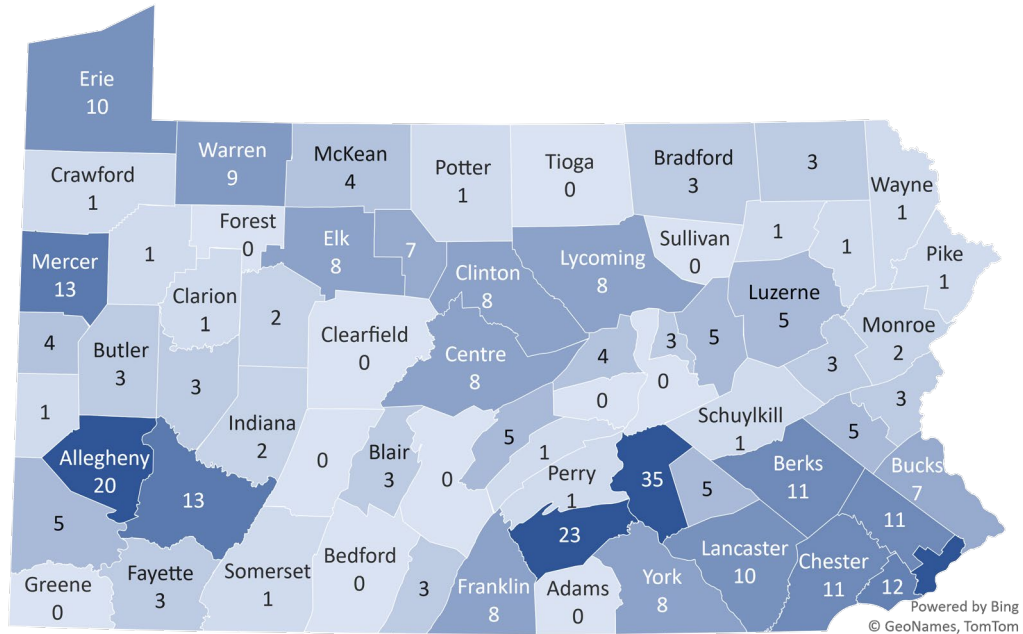 Erie
10
Warren
9
McKean
4
Potter
1
Tioga
0
Bradford
3
3
Wayne
1
Crawford
1
Forest
0
Elk
8
7
Clinton
8
Lycoming
8
Sullivan
0
1
1
Pike
1
Mercer
13
1
Clarion
1
2
Clearfield
0
Centre
8
4
3
5
Luzerne
5
Monroe
2
4
Butler
3
3
0
0
3
3
1
Indiana
2
0
Blair
3
0
5
1
Schuylkill
1
5
Allegheny
20
13
Perry
1
35
5
Berks
11
Bucks
7
5
23
11
Greene
0
Fayette
3
Somerset
1
Bedford
0
3
Franklin
8
Adams
0
York
8
Lancaster
10
Chester
11
12
Powered by Bing
© GeoNames, TomTom